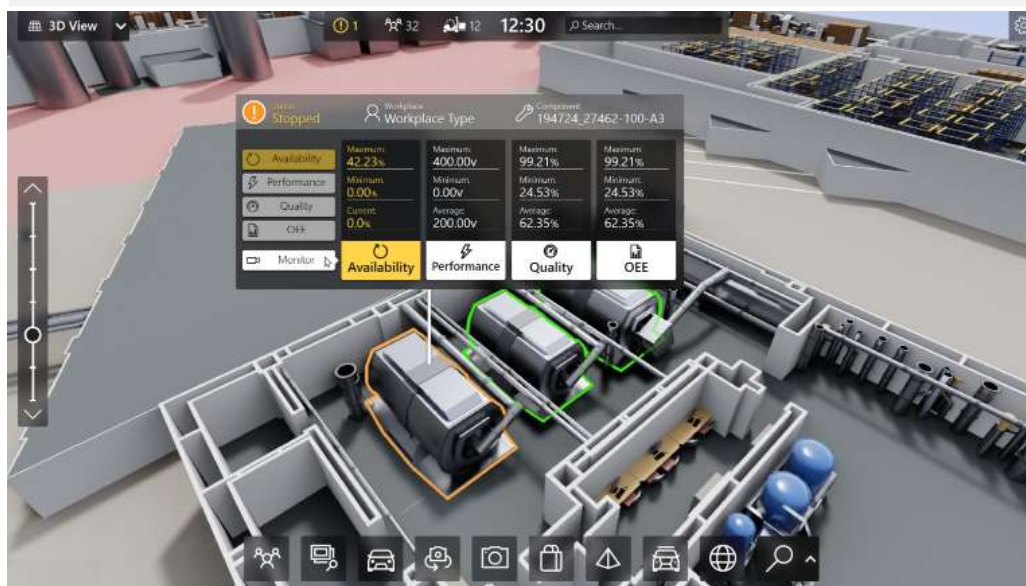 3D View
1
32
12
12:30
Search...
Status
Stopped
Workplace
Workplace Type
Component
194724_27462-100-A3
Availability
Performance
Quality
OEE
Monitor
Maximum:
42.23%
Minimum:
0.00%
Current:
0.0%
Availability
Maximum:
400.00v
Minimum:
0.00v
Average:
200.00v
Performance
Maximum:
99.21%
Minimum:
24.53%
Average:
62.35%
Quality
Maximum:
99.21%
Minimum:
24.53%
Average:
62.35%
OEE